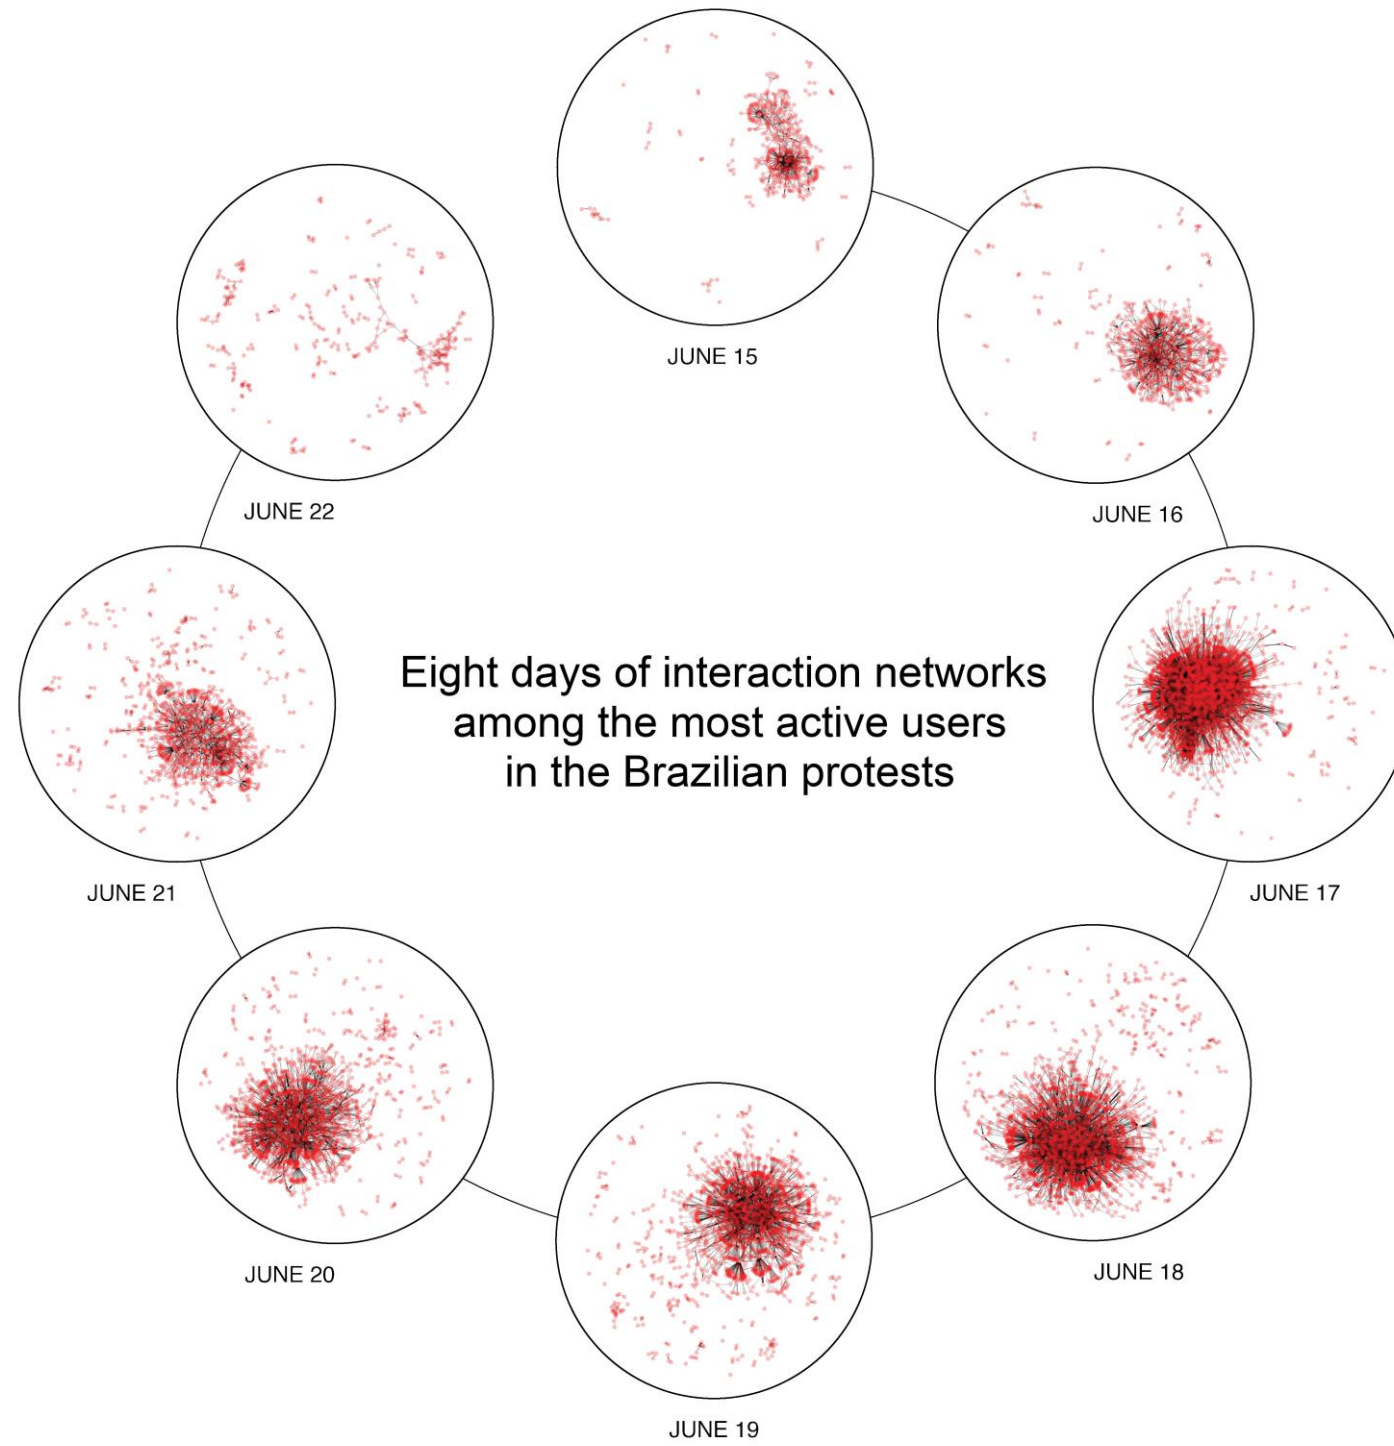 JUNE 15
JUNE 22
JUNE 16
Eight days of interaction networks
among the most active users
in the Brazilian protests
JUNE 21
JUNE 17
JUNE 20
JUNE 18
JUNE 19